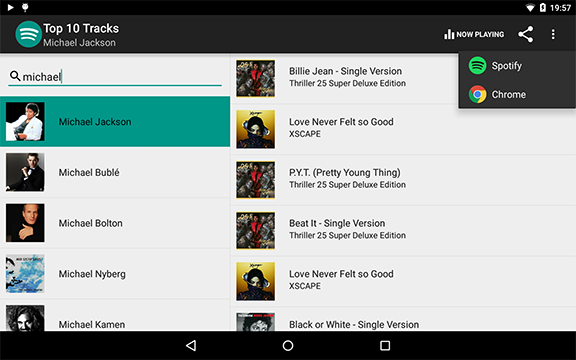 19:57
Top 10 Tracks
Michael Jackson
NOW PLAYING
Spotify
Chrome
michael
Michael Jackson
Michael Bublé
Michael Bolton
Michael Nyberg
Michael Kamen
Billie Jean - Single Version
Thriller 25 Super Deluxe Edition
Love Never Felt so Good
XSCAPE
P.Y.T. (Pretty Young Thing)
Thriller 25 Super Deluxe Edition
Beat It - Single Version
Thriller 25 Super Deluxe Edition
Love Never Felt so Good
XSCAPE
Black or White - Single Version